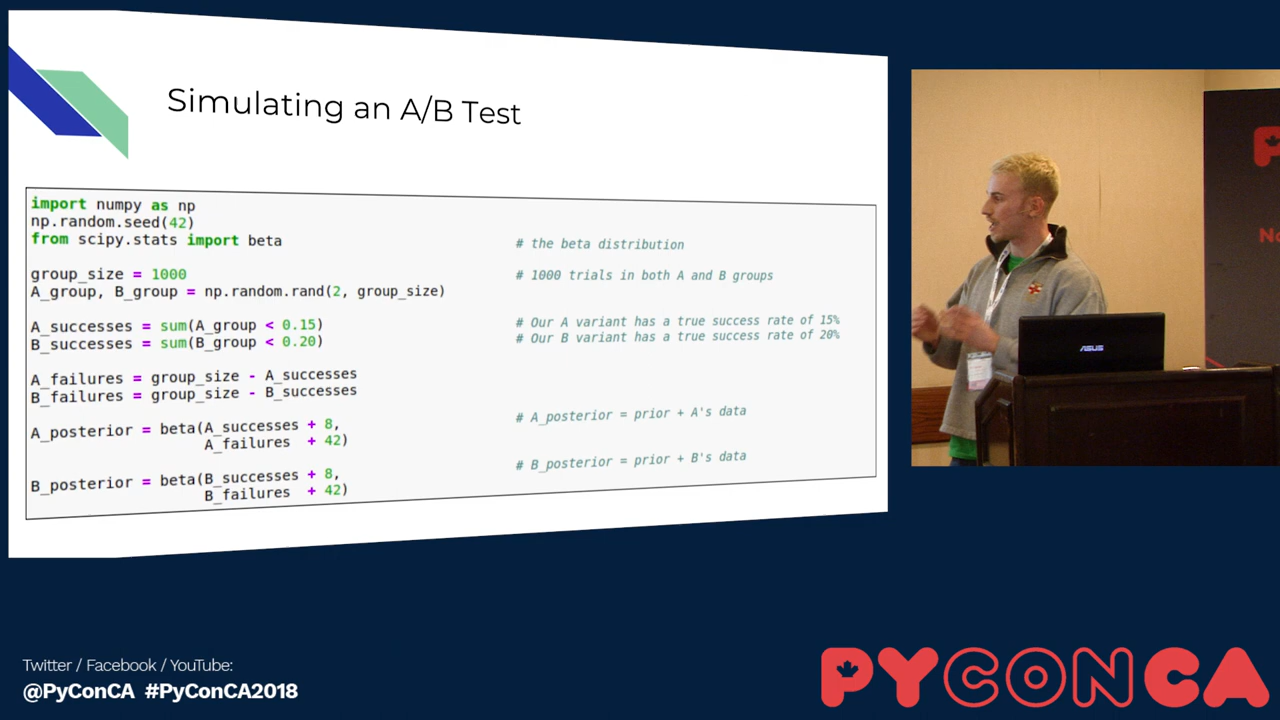 Simulating an A/B Test
import numpy as np
np.random.seed(42)
from scipy.stats import beta # the beta distribution
group_size = 1000 # 1000 trials in both A and B groups
A_group, B_group = np.random.rand(2, group_size)
A_successes = sum(A_group < 0.15) # Our A variant has a true success rate of 15%
B_successes = sum(B_group < 0.20) # Our B variant has a true success rate of 20%
A_failures = group_size - A_successes
B_failures = group_size - B_successes
A_posterior = beta(A_successes + 8, # A_posterior = prior + A's data
A_failures + 42)
B_posterior = beta(B_successes + 8, # B_posterior = prior + B's data
B_failures + 42)
ASUS
Twitter / Facebook / YouTube:
@PyConCA #PyConCA2018
PYCONCA